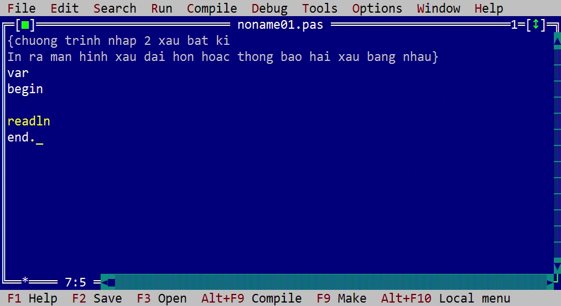 File Edit Search Run Compile Debug Tools Options Window Help
noname01.pas 1=[↕]
{chuong trinh nhap 2 xau bat ki
In ra man hinh xau dai hon hoac thong bao hai xau bang nhau}
var
begin
readln
end._
* 7:5
F1 Help F2 Save F3 Open Alt+F9 Compile F9 Make Alt+F10 Local menu